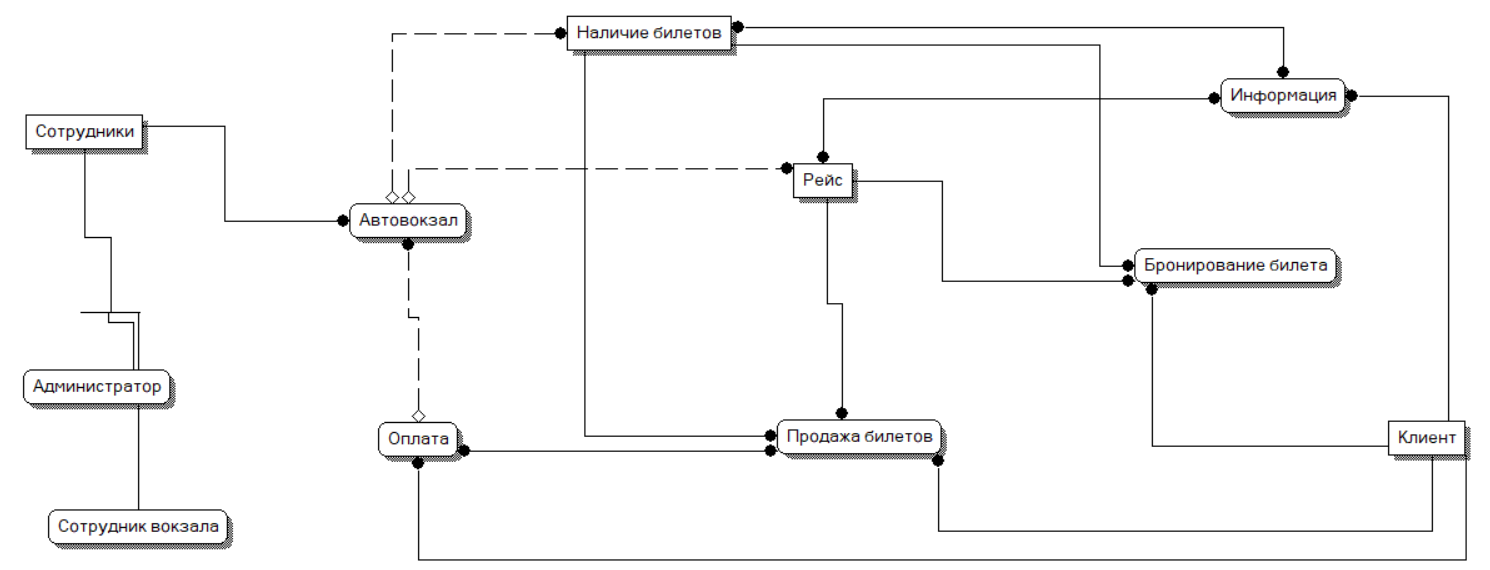 Наличие билетов
Информация
Сотрудники
Рейс
Автовокзал
Бронирование билета
Администратор
Оплата
Продажа билетов
Клиент
Сотрудник вокзала